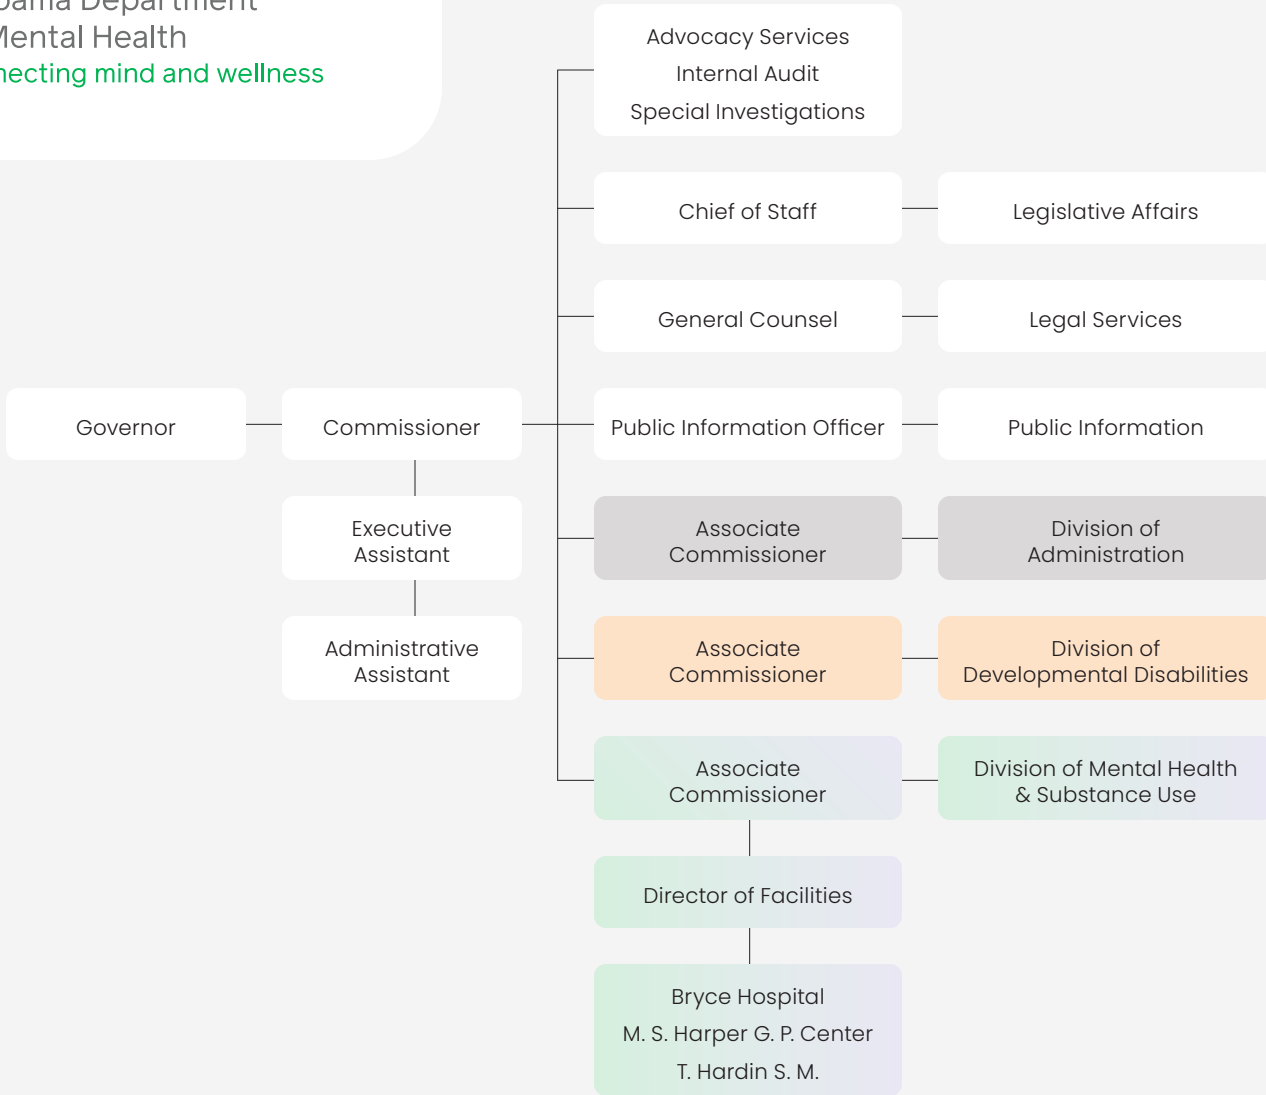 Department
Mental Health
mind and wellness
Advocacy Services
Internal Audit
Special Investigations
Chief of Staff
Legislative Affairs
General Counsel
Legal Services
Governor
Commissioner
Public Information Officer
Public Information
Executive
Assistant
Associate
Commissioner
Division of
Administration
Administrative
Assistant
Associate
Commissioner
Division of
Developmental Disabilities
Associate
Commissioner
Division of Mental Health
& Substance Use
Director of Facilities
Bryce Hospital
M. S. Harper G. P. Center
T. Hardin S. M.